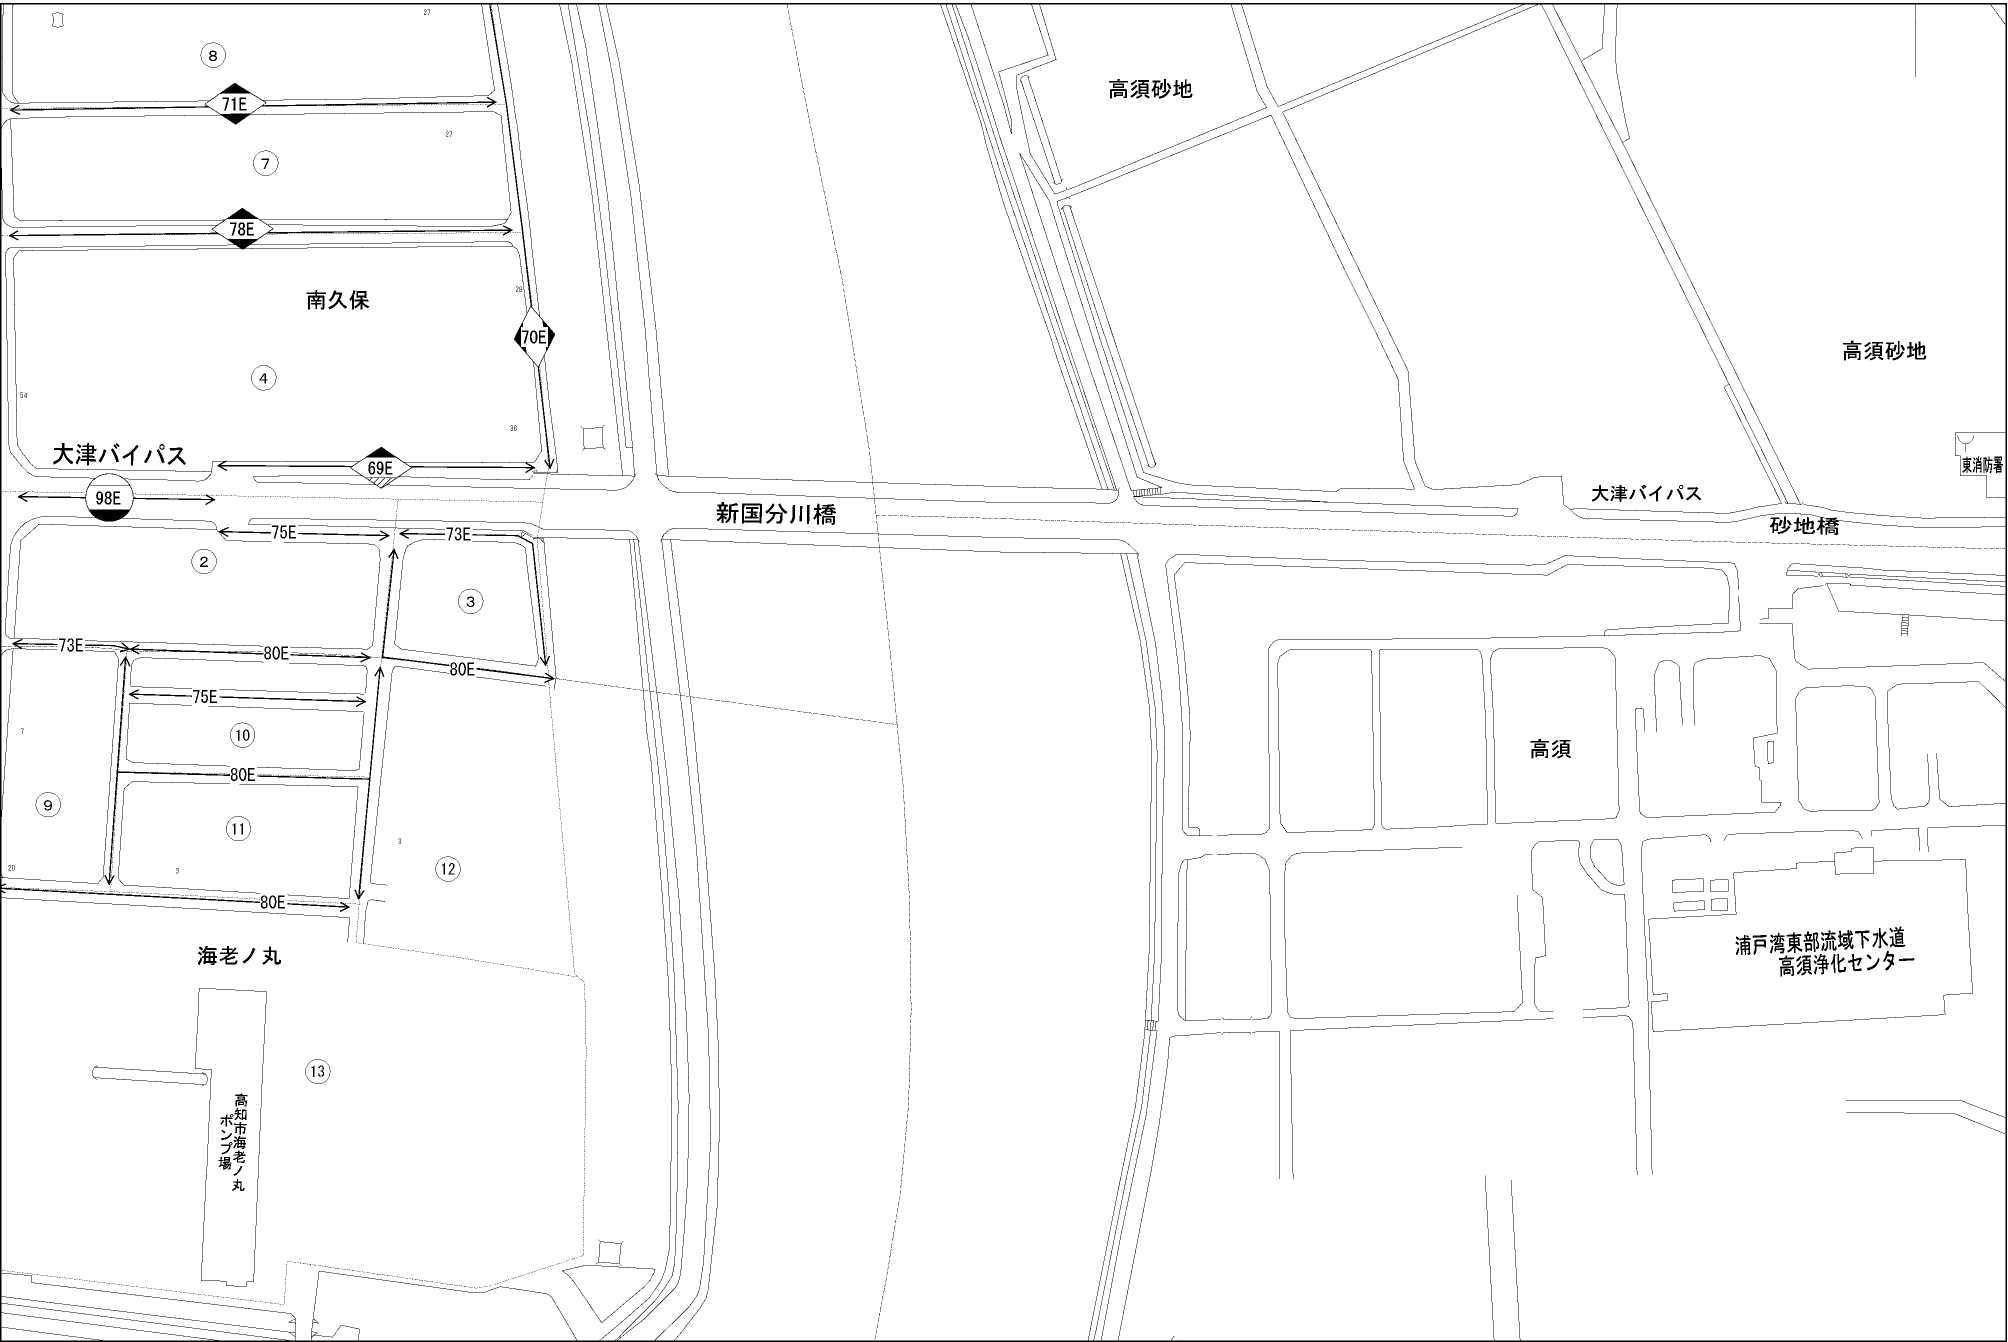 27
8
71E
高須砂地
27
7
78E
28
南久保
70E
高須砂地
4
54
36
大津バイパス
69E
東消防署
98E
大津バイパス
新国分川橋
砂地橋
75E
73E
2
3
73E
80E
80E
75E
7
10
高須
80E
9
11
3
12
20
3
80E
浦戸湾東部流域下水道
高須浄化センター
海老ノ丸
13
高知市海老ノ丸
ポンプ場